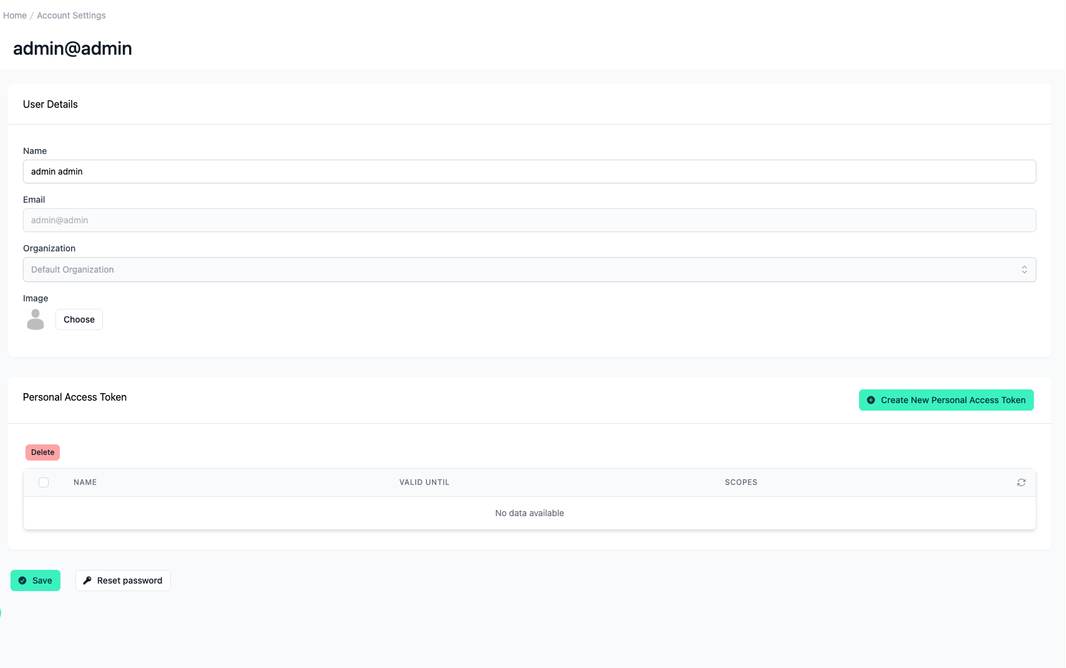 Home / Account Settings
admin@admin
User Details
Name
admin admin
Email
admin@admin
Organization
Default Organization
Image
Choose
Personal Access Token
Create New Personal Access Token
Delete
NAME VALID UNTIL SCOPES
No data available
Save Reset password